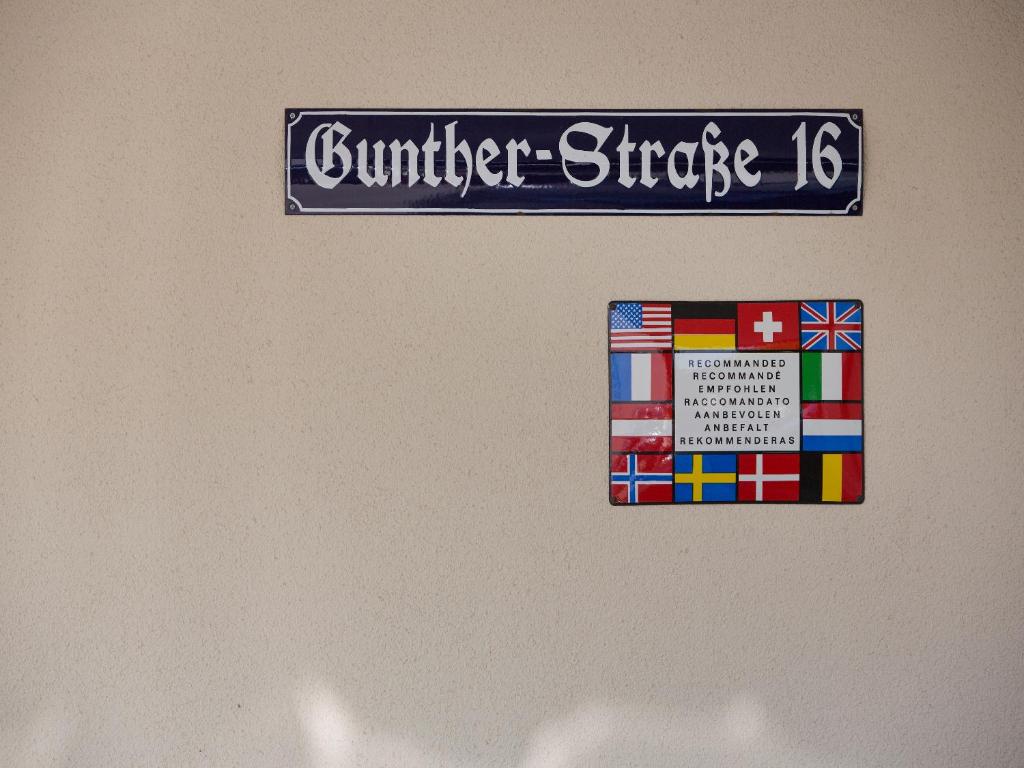 Gunther-Straße 16
RECOMMANDED
RECOMMANDÉ
EMPFOHLEN
RACCOMANDATO
AANBEVOLEN
ANBEFALT
REKOMMENDERAS